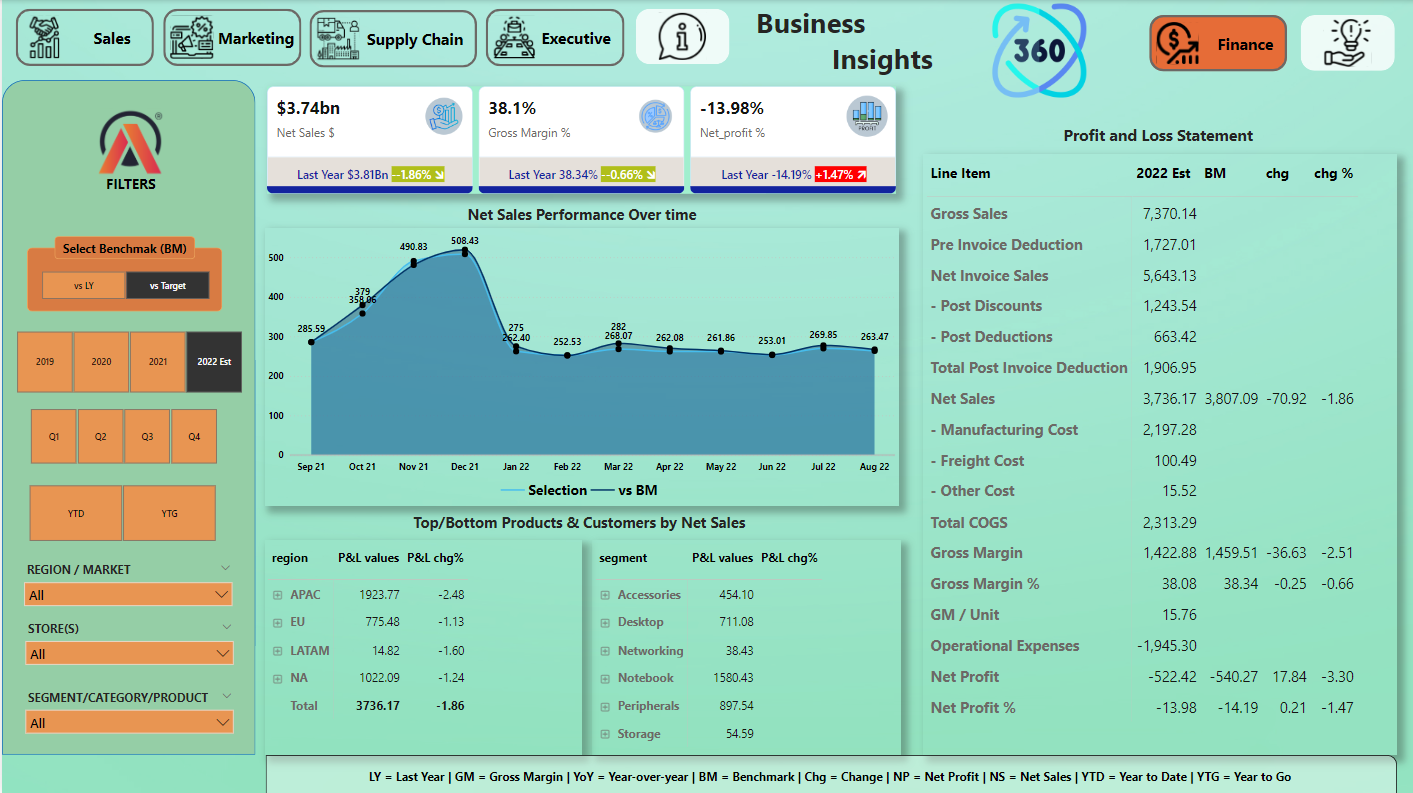 Sales
Marketing
Supply Chain
Executive
Business
Insights
360
Finance
FILTERS
Select Benchmak (BM)
vs LY
vs Target
2019
2020
2021
2022 Est
Q1
Q2
Q3
Q4
YTD
YTG
REGION / MARKET
All
STORE(S)
All
SEGMENT/CATEGORY/PRODUCT
All
$3.74bn
Net Sales $
Last Year $3.81Bn --1.86%
38.1%
Gross Margin %
Last Year 38.34% --0.66%
-13.98%
Net_profit %
PROFIT
Last Year -14.19% +1.47%
Net Sales Performance Over time
500
400
300
200
100
0
285.59
379
358.06
490.83
508.43
275
262.40
252.53
282
268.07
262.08
261.86
253.01
269.85
263.47
Sep 21 Oct 21 Nov 21 Dec 21 Jan 22 Feb 22 Mar 22 Apr 22 May 22 Jun 22 Jul 22 Aug 22
Selection vs BM
Top/Bottom Products & Customers by Net Sales
region P&L values P&L chg%
APAC 1923.77 -2.48
EU 775.48 -1.13
LATAM 14.82 -1.60
NA 1022.09 -1.24
Total 3736.17 -1.86
segment P&L values P&L chg%
Accessories 454.10
Desktop 711.08
Networking 38.43
Notebook 1580.43
Peripherals 897.54
Storage 54.59
Profit and Loss Statement
Line Item 2022 Est BM chg chg %
Gross Sales 7,370.14
Pre Invoice Deduction 1,727.01
Net Invoice Sales 5,643.13
- Post Discounts 1,243.54
- Post Deductions 663.42
Total Post Invoice Deduction 1,906.95
Net Sales 3,736.17 3,807.09 -70.92 -1.86
- Manufacturing Cost 2,197.28
- Freight Cost 100.49
- Other Cost 15.52
Total COGS 2,313.29
Gross Margin 1,422.88 1,459.51 -36.63 -2.51
Gross Margin % 38.08 38.34 -0.25 -0.66
GM / Unit 15.76
Operational Expenses -1,945.30
Net Profit -522.42 -540.27 17.84 -3.30
Net Profit % -13.98 -14.19 0.21 -1.47
LY = Last Year | GM = Gross Margin | YoY = Year-over-year | BM = Benchmark | Chg = Change | NP = Net Profit | NS = Net Sales | YTD = Year to Date | YTG = Year to Go